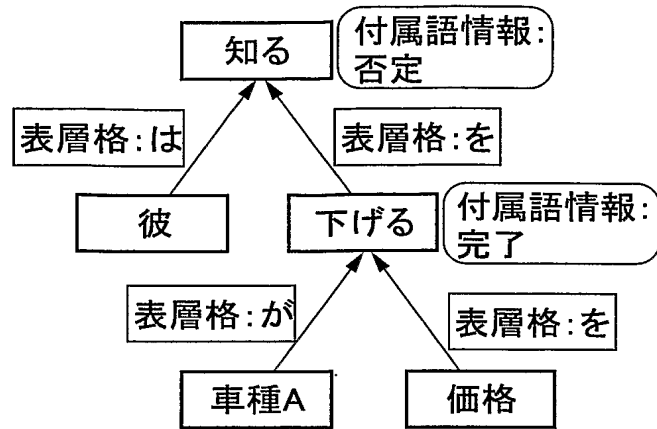 知る
付属語情報:
否定
表層格:は
表層格:を
彼
下げる
付属語情報:
完了
表層格:が
表層格:を
車種A
価格